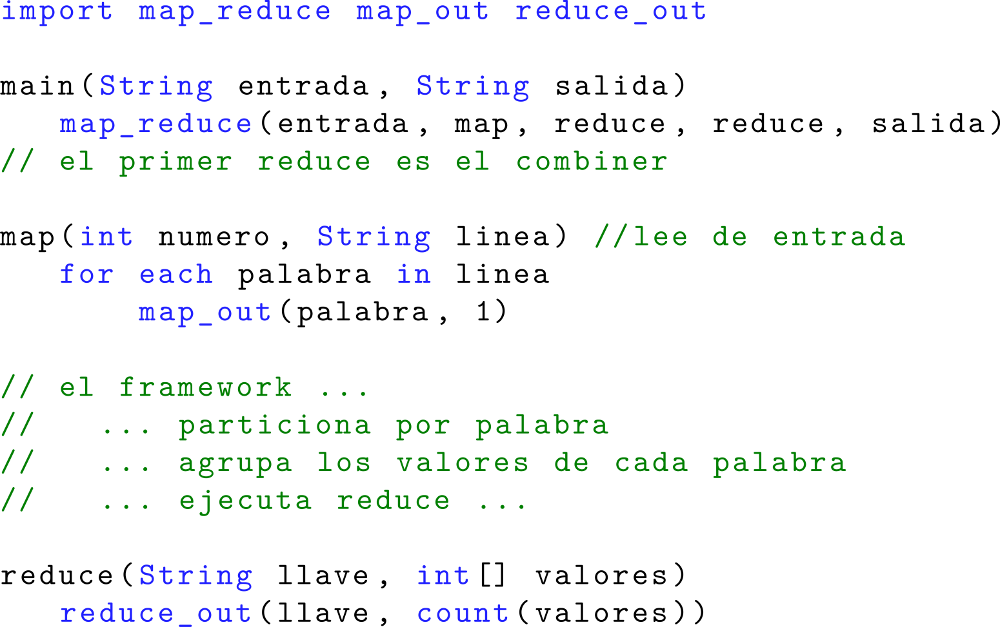 import map_reduce map_out reduce_out
main(String entrada, String salida)
map_reduce(entrada, map, reduce, reduce, salida)
// el primer reduce es el combiner
map(int numero, String linea) //lee de entrada
for each palabra in linea
map_out(palabra, 1)
// el framework ...
// ... particiona por palabra
// ... agrupa los valores de cada palabra
// ... ejecuta reduce ...
reduce(String llave, int[] valores)
reduce_out(llave, count(valores))